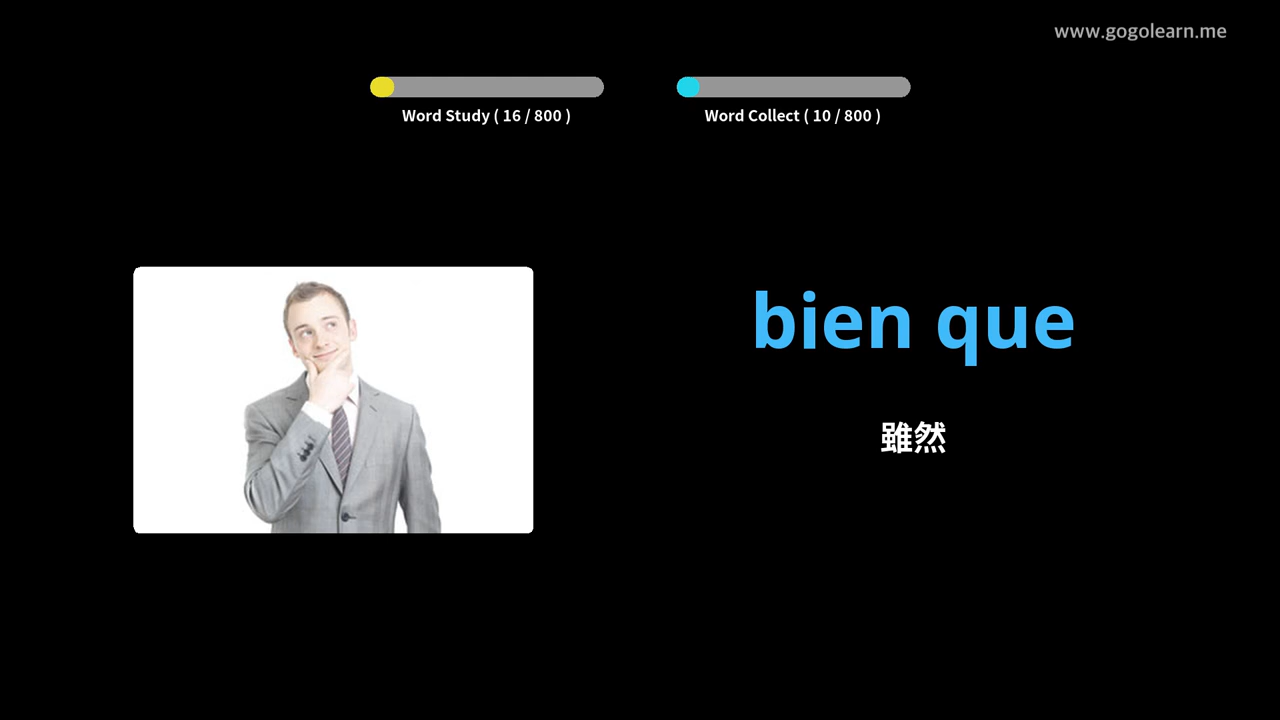 www.gogolearn.me
Word Study ( 16 / 800 )
Word Collect ( 10 / 800 )
bien que
雖然